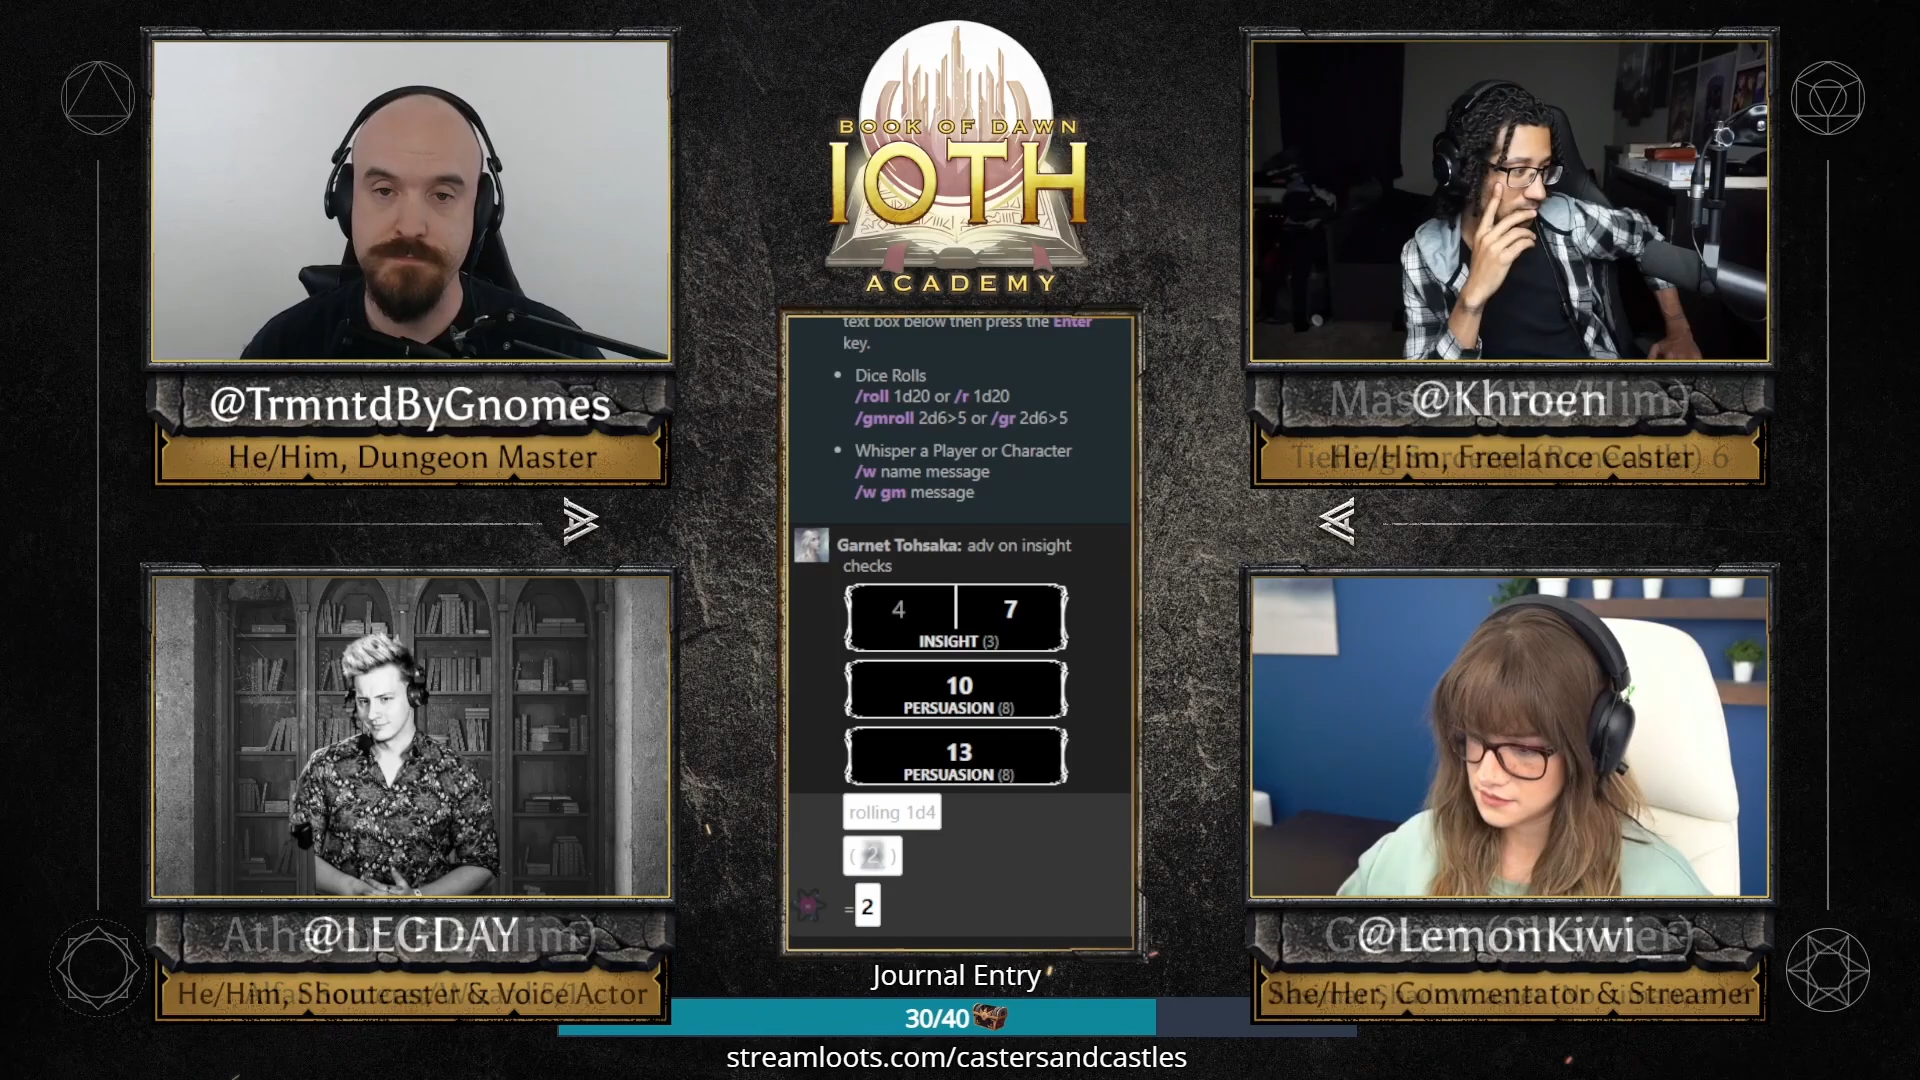 BOOK OF DAWN
IOTH
ACADEMY
@TrmntdByGnomes
He/Him, Dungeon Master
@Khroen
He/Him, Freelance Caster
text box below then press the Enter
key.
• Dice Rolls
/roll 1d20 or /r 1d20
/gmroll 2d6>5 or /gr 2d6>5
• Whisper a Player or Character
/w name message
/w gm message
Garnet Tohsaka: adv on insight
checks
4 7
INSIGHT (3)
10
PERSUASION (8)
13
PERSUASION (8)
rolling 1d4
( 2 )
=2
@LEGDAY
He/Him, Shoutcaster & Voice Actor
@LemonKiwi_
She/Her, Commentator & Streamer
Journal Entry
30/40
streamloots.com/castersandcastles